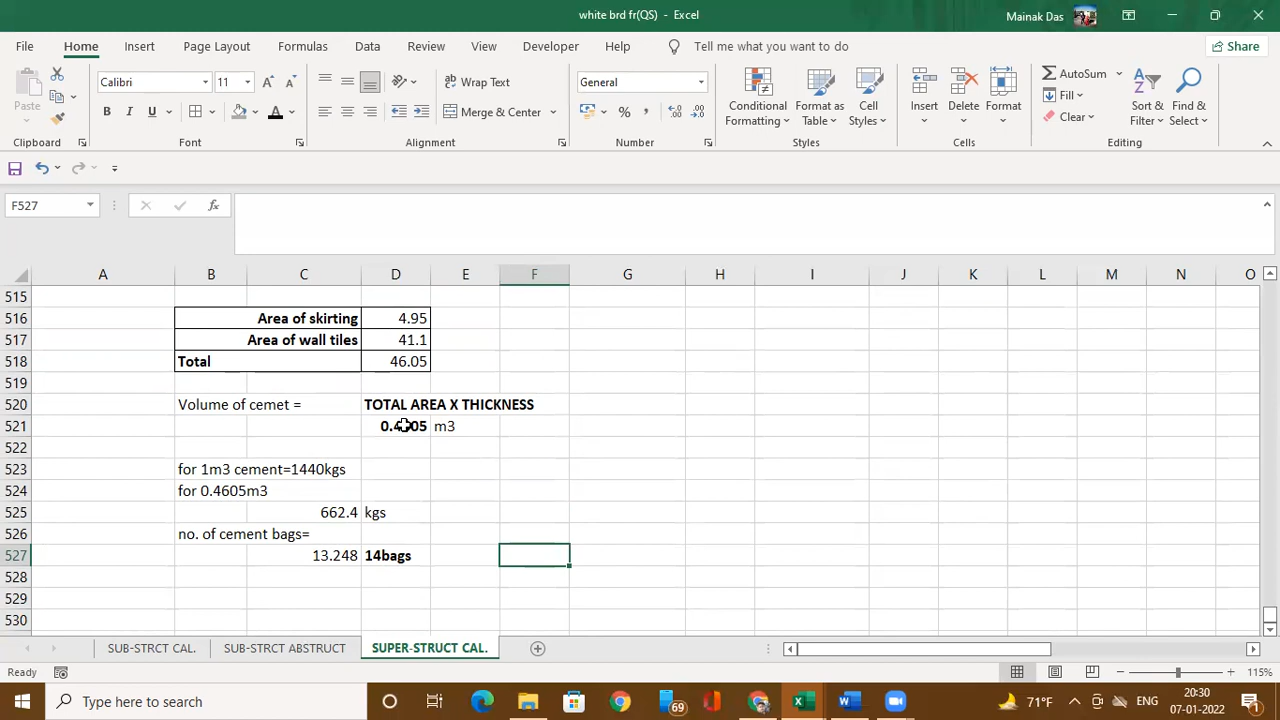 white brd fr(QS) - Excel
Mainak Das
File Home Insert Page Layout Formulas Data Review View Developer Help Tell me what you want to do Share
Paste
Calibri 11
Wrap Text
General
Merge & Center
Conditional Formatting
Format as Table
Cell Styles
Insert Delete Format
AutoSum
Fill
Clear
Sort & Filter
Find & Select
Clipboard Font Alignment Number Styles Cells Editing
F527
A B C D E F G H I J K L M N O
515
516 Area of skirting 4.95
517 Area of wall tiles 41.1
518 Total 46.05
519
520 Volume of cemet = TOTAL AREA X THICKNESS
521 m3
522
523 for 1m3 cement=1440kgs
524 for 0.4605m3
525 662.4 kgs
526 no. of cement bags=
527 13.248 14bags
528
529
530
SUB-STRCT CAL. SUB-STRCT ABSTRUCT SUPER-STRUCT CAL.
Ready 115%
Type here to search
69
71°F ENG
20:30
07-01-2022
1